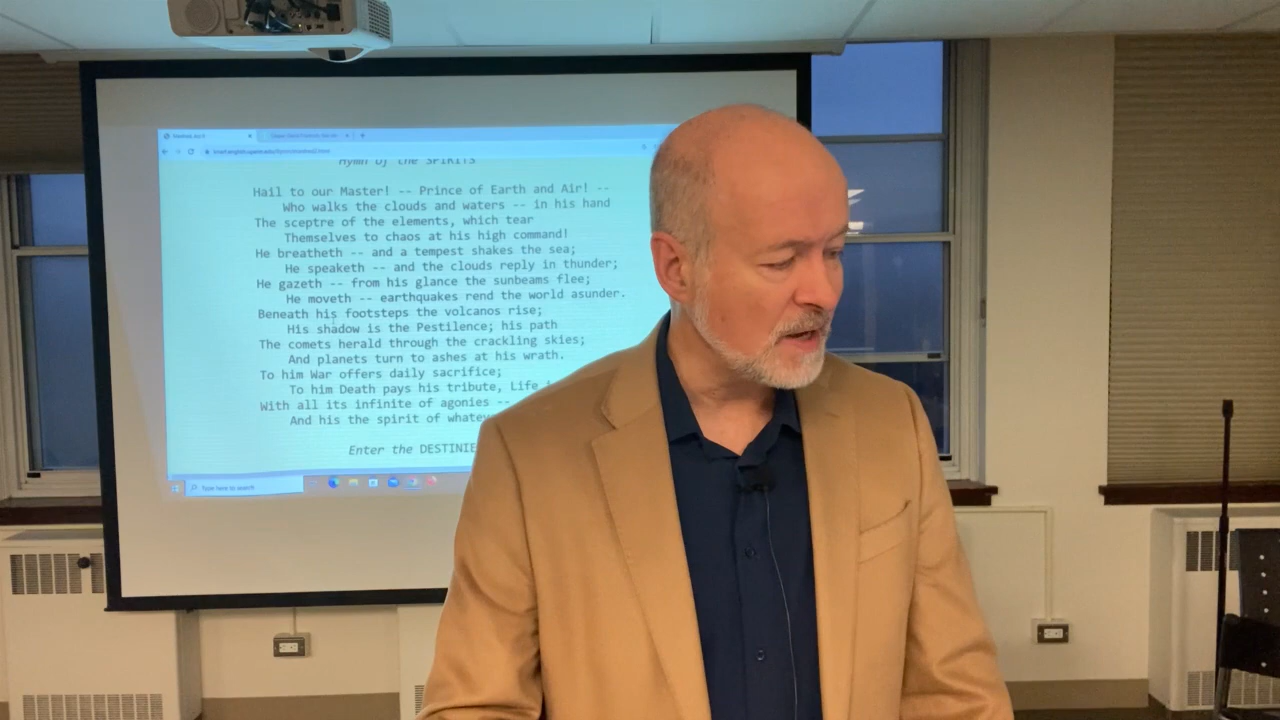 Hymn of the SPIRITS
Hail to our Master! -- Prince of Earth and Air! --
Who walks the clouds and waters -- in his hand
The sceptre of the elements, which tear
Themselves to chaos at his high command!
He breatheth -- and a tempest shakes the sea;
He speaketh -- and the clouds reply in thunder;
He gazeth -- from his glance the sunbeams flee;
He moveth -- earthquakes rend the world asunder.
Beneath his footsteps the volcanos rise;
His shadow is the Pestilence; his path
The comets herald through the crackling skies;
And planets turn to ashes at his wrath.
To him War offers daily sacrifice;
To him Death pays his tribute, Life
With all its infinite of agonies --
And his the spirit of
Enter the DESTINIE
Type here to search